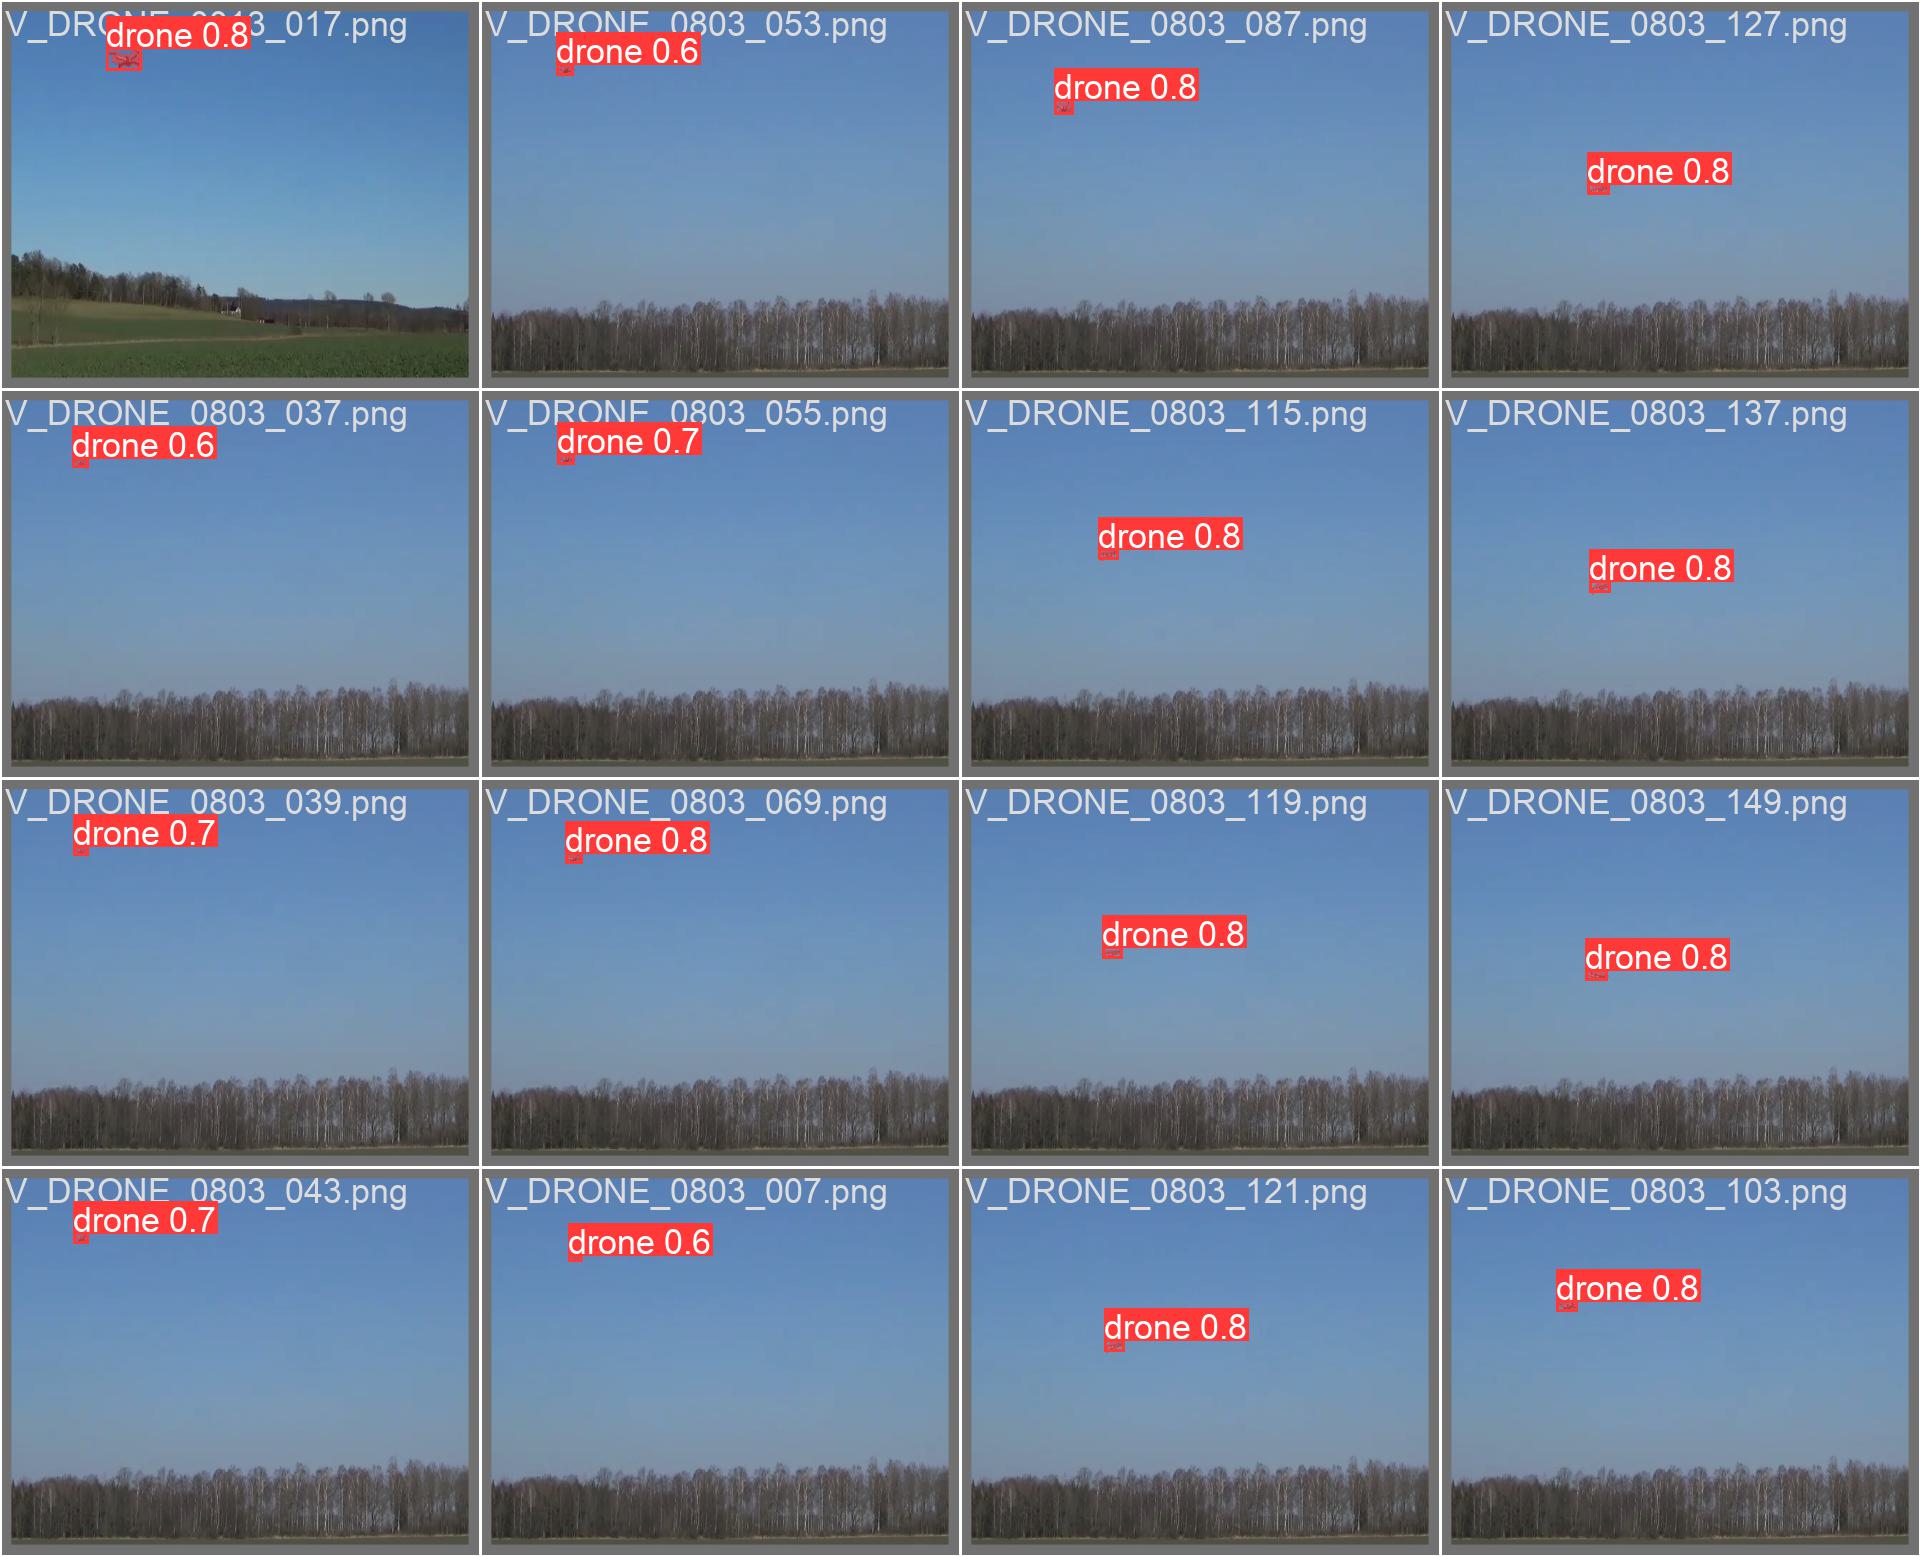 V_DRONE_0013_017.png
drone 0.8
V_DRONE_0803_053.png
drone 0.6
V_DRONE_0803_087.png
drone 0.8
V_DRONE_0803_127.png
drone 0.8
V_DRONE_0803_037.png
drone 0.6
V_DRONE_0803_055.png
drone 0.7
V_DRONE_0803_115.png
drone 0.8
V_DRONE_0803_137.png
drone 0.8
V_DRONE_0803_039.png
drone 0.7
V_DRONE_0803_069.png
drone 0.8
V_DRONE_0803_119.png
drone 0.8
V_DRONE_0803_149.png
drone 0.8
V_DRONE_0803_043.png
drone 0.7
V_DRONE_0803_007.png
drone 0.6
V_DRONE_0803_121.png
drone 0.8
V_DRONE_0803_103.png
drone 0.8